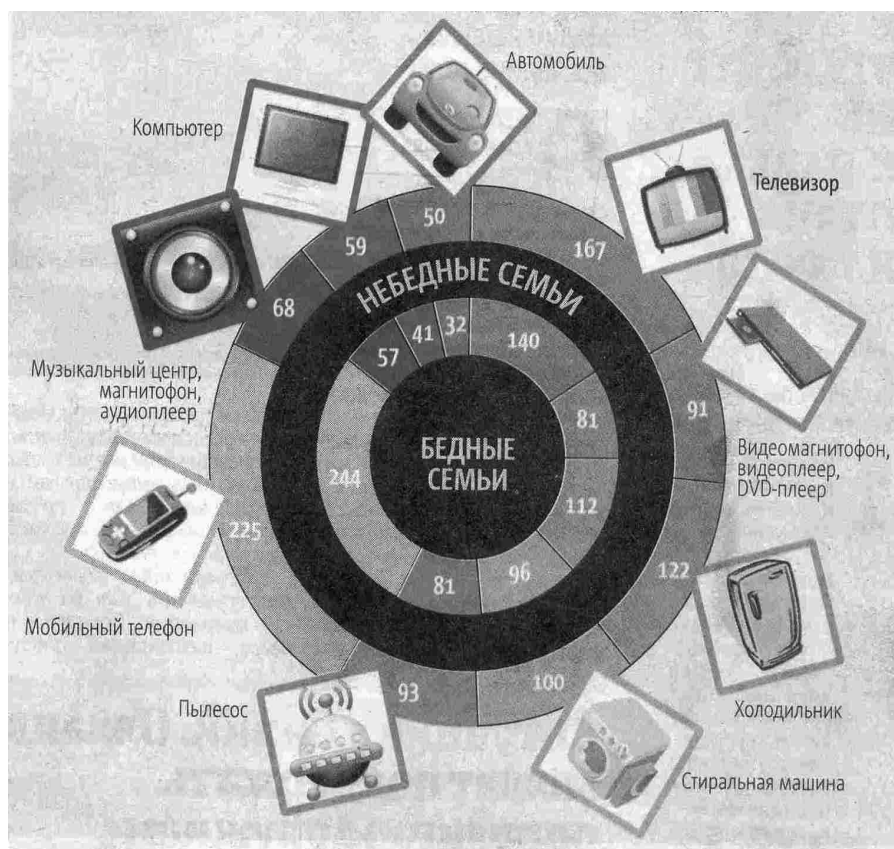 Автомобиль
Компьютер
Телевизор
50
59
167
НЕБЕДНЫЕ СЕМЬИ
68
32
41
140
57
Музыкальный центр,
магнитофон,
аудиоплеер
81
91
Видеомагнитофон,
видеоплеер,
DVD-плеер
БЕДНЫЕ
СЕМЬИ
244
112
225
122
96
81
Мобильный телефон
100
93
Пылесос
Холодильник
Стиральная машина